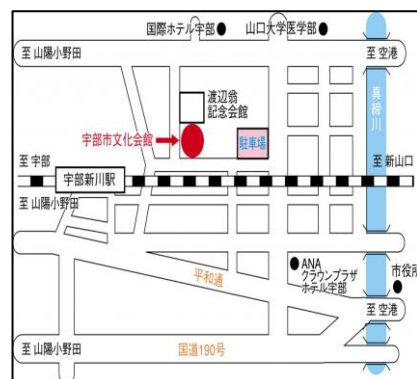 国際ホテル宇部
山口大学医学部
至 山陽小野田
至 空港
渡辺翁
記念会館
真締川
宇部市文化会館
駐車場
至 宇部
至 新山口
宇部新川駅
至 山陽小野田
平和通
ANA
クラウンプラザ
ホテル宇部
市役所
至 空港
至 山陽小野田
国道190号